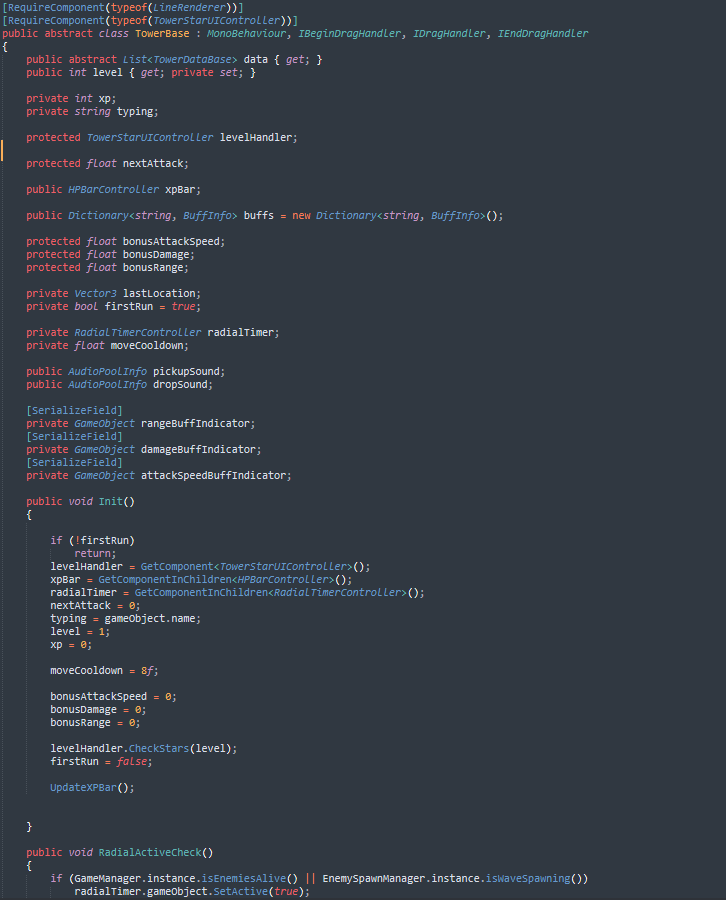 [RequireComponent(typeof(LineRenderer))]
[RequireComponent(typeof(TowerStarUIController))]
public abstract class TowerBase : MonoBehaviour, IBeginDragHandler, IDragHandler, IEndDragHandler
{
    public abstract List<TowerDataBase> data { get; }
    public int level { get; private set; }

    private int xp;
    private string typing;

    protected TowerStarUIController levelHandler;

    protected float nextAttack;

    public HPBarController xpBar;

    public Dictionary<string, BuffInfo> buffs = new Dictionary<string, BuffInfo>();

    protected float bonusAttackSpeed;
    protected float bonusDamage;
    protected float bonusRange;

    private Vector3 lastLocation;
    private bool firstRun = true;

    private RadialTimerController radialTimer;
    private float moveCooldown;

    public AudioPoolInfo pickupSound;
    public AudioPoolInfo dropSound;

    [SerializeField]
    private GameObject rangeBuffIndicator;
    [SerializeField]
    private GameObject damageBuffIndicator;
    [SerializeField]
    private GameObject attackSpeedBuffIndicator;

    public void Init()
    {

        if (!firstRun)
            return;
        levelHandler = GetComponent<TowerStarUIController>();
        xpBar = GetComponentInChildren<HPBarController>();
        radialTimer = GetComponentInChildren<RadialTimerController>();
        nextAttack = 0;
        typing = gameObject.name;
        level = 1;
        xp = 0;

        moveCooldown = 8f;

        bonusAttackSpeed = 0;
        bonusDamage = 0;
        bonusRange = 0;

        levelHandler.CheckStars(level);
        firstRun = false;

        UpdateXPBar();


    }

    public void RadialActiveCheck()
    {
        if (GameManager.instance.isEnemiesAlive() || EnemySpawnManager.instance.isWaveSpawning())
            radialTimer.gameObject.SetActive(true);